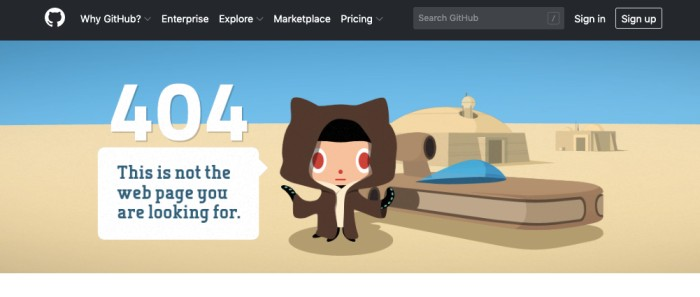 Why GitHub? Enterprise Explore Marketplace Pricing Search GitHub / Sign in Sign up
404
This is not the
web page you
are looking for.